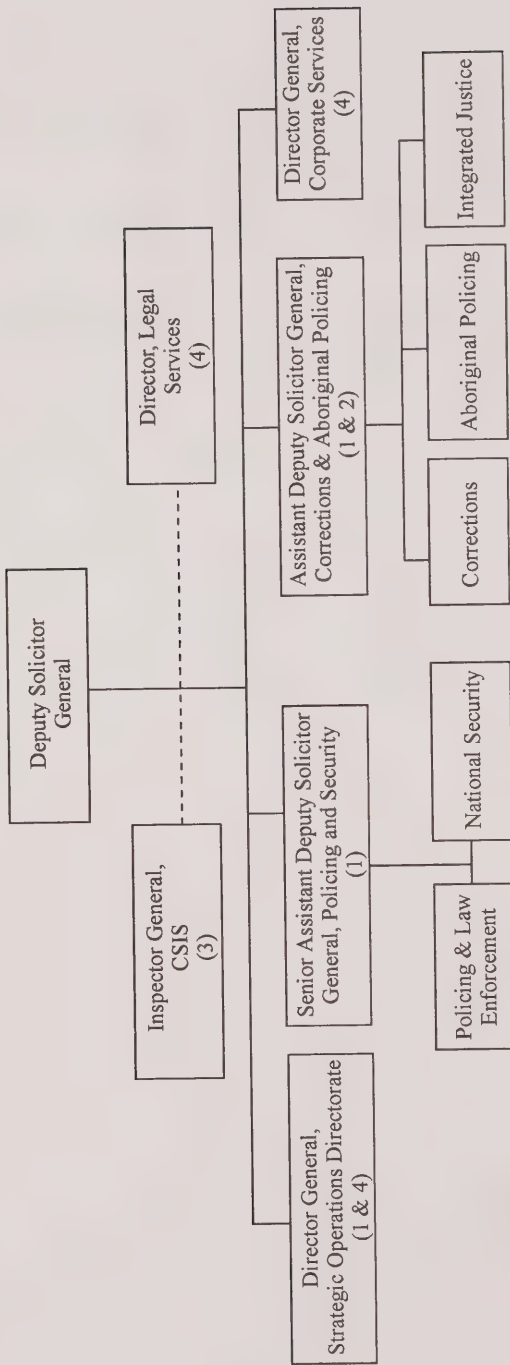 Deputy Solicitor
General
Inspector General,
CSIS
(3)
Director, Legal
Services
(4)
Director General,
Strategic Operations Directorate
(1 & 4)
Senior Assistant Deputy Solicitor
General, Policing and Security
(1)
Assistant Deputy Solicitor General,
Corrections & Aboriginal Policing
(1 & 2)
Director General,
Corporate Services
(4)
Policing & Law
Enforcement
National Security
Corrections
Aboriginal Policing
Integrated Justice